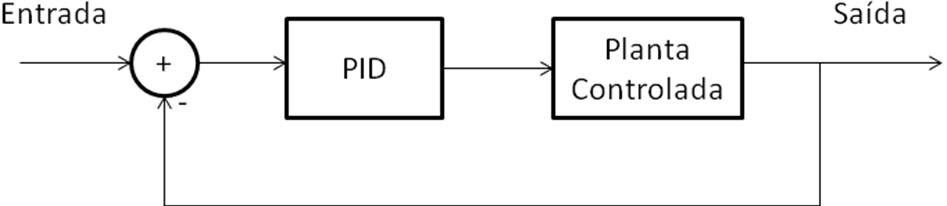 Entrada
Saída
+
-
PID
Planta
Controlada